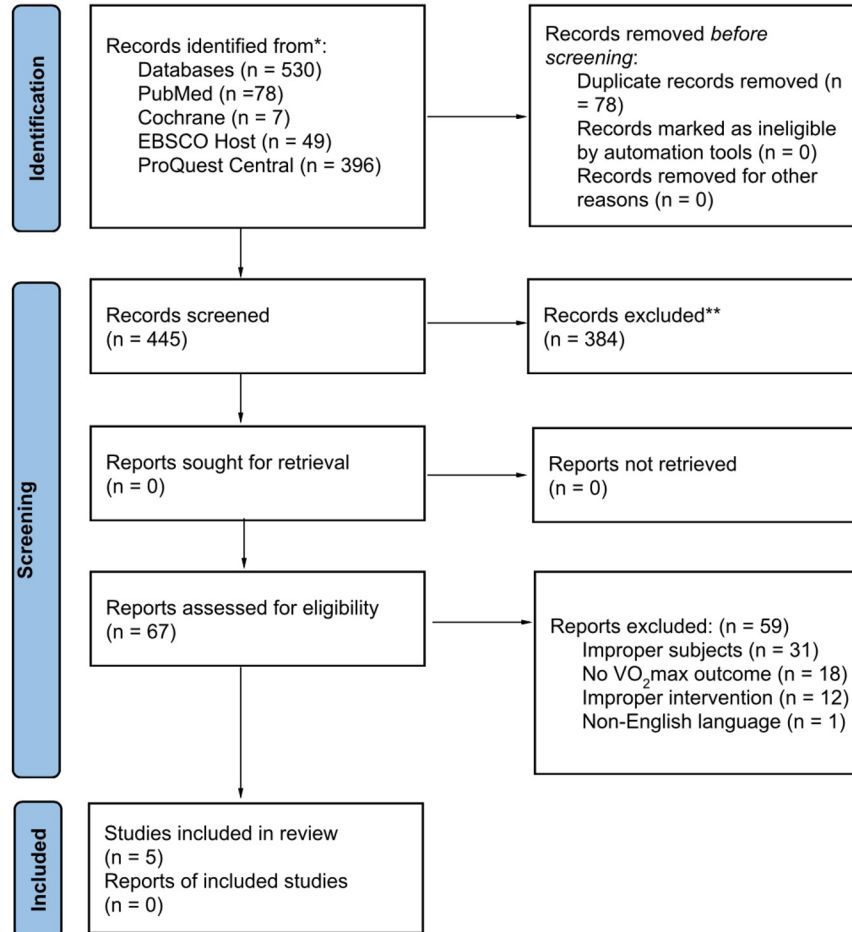 Identification
Records identified from*:
Databases (n = 530)
PubMed (n =78)
Cochrane (n = 7)
EBSCO Host (n = 49)
ProQuest Central (n = 396)
Records removed before
screening:
Duplicate records removed (n
= 78)
Records marked as ineligible
by automation tools (n = 0)
Records removed for other
reasons (n = 0)
Screening
Records screened
(n = 445)
Records excluded**
(n = 384)
Reports sought for retrieval
(n = 0)
Reports not retrieved
(n = 0)
Reports assessed for eligibility
(n = 67)
Reports excluded: (n = 59)
Improper subjects (n = 31)
No VO₂max outcome (n = 18)
Improper intervention (n = 12)
Non-English language (n = 1)
Included
Studies included in review
(n = 5)
Reports of included studies
(n = 0)